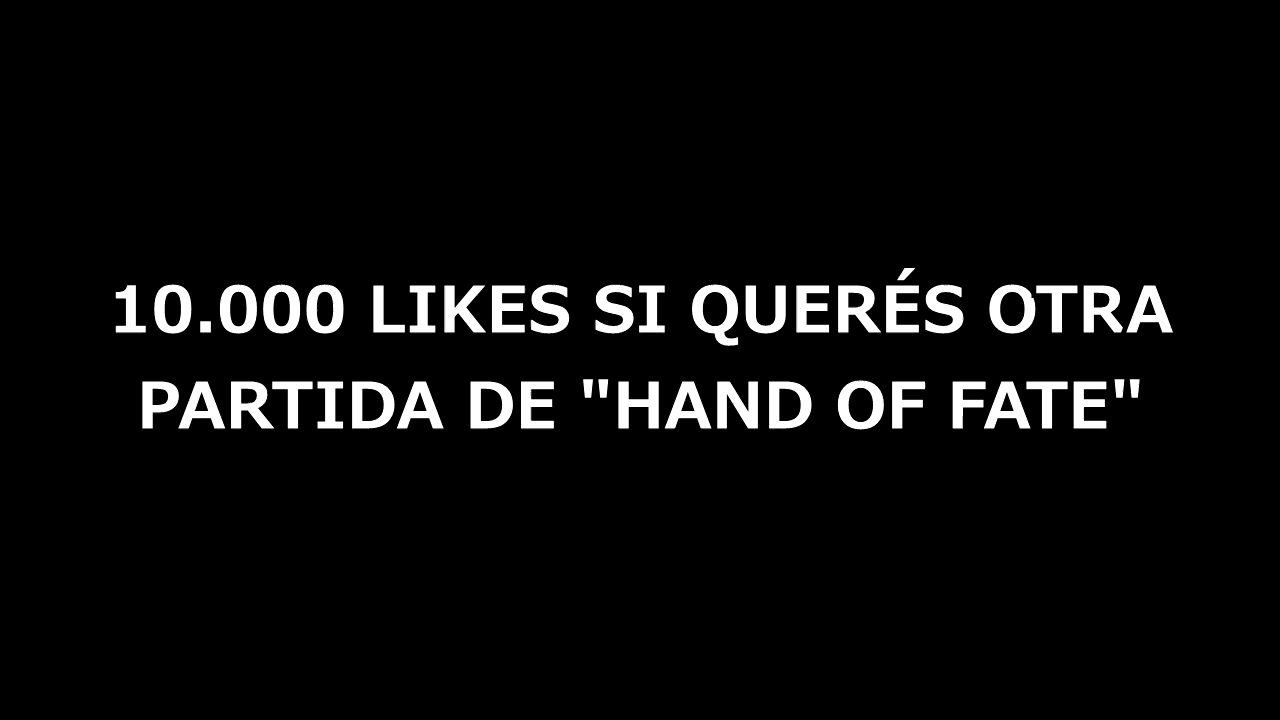 10.000 LIKES SI QUERÉS OTRA
PARTIDA DE "HAND OF FATE"